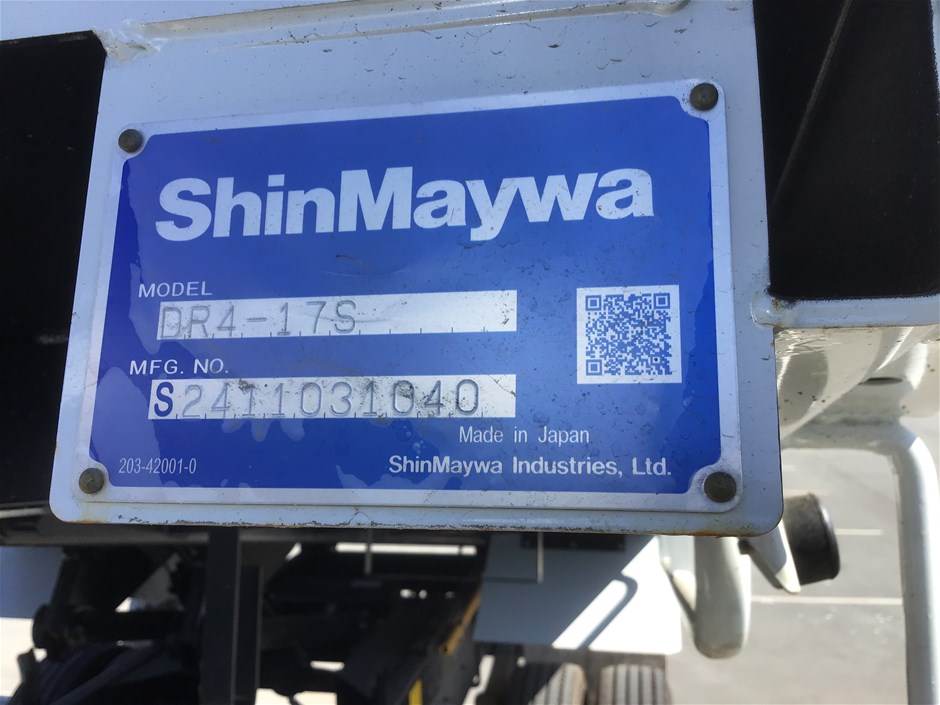 ShinMaywa
MODEL
DR4-17S
MFG. NO.
S2411031040
Made in Japan
203-42001-0
ShinMaywa Industries, Ltd.